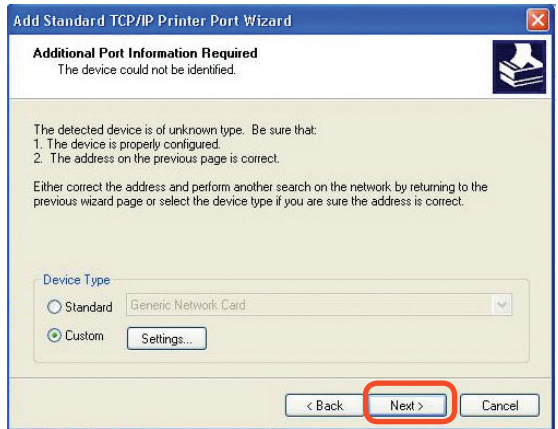 Add Standard TCP/IP Printer Port Wizard
Additional Port Information Required
The device could not be identified.
The detected device is of unknown type. Be sure that:
1. The device is properly configured.
2. The address on the previous page is correct.
Either correct the address and perform another search on the network by returning to the
previous wizard page or select the device type if you are sure the address is correct.
Device Type
Standard Generic Network Card
Custom Settings...
< Back Next > Cancel